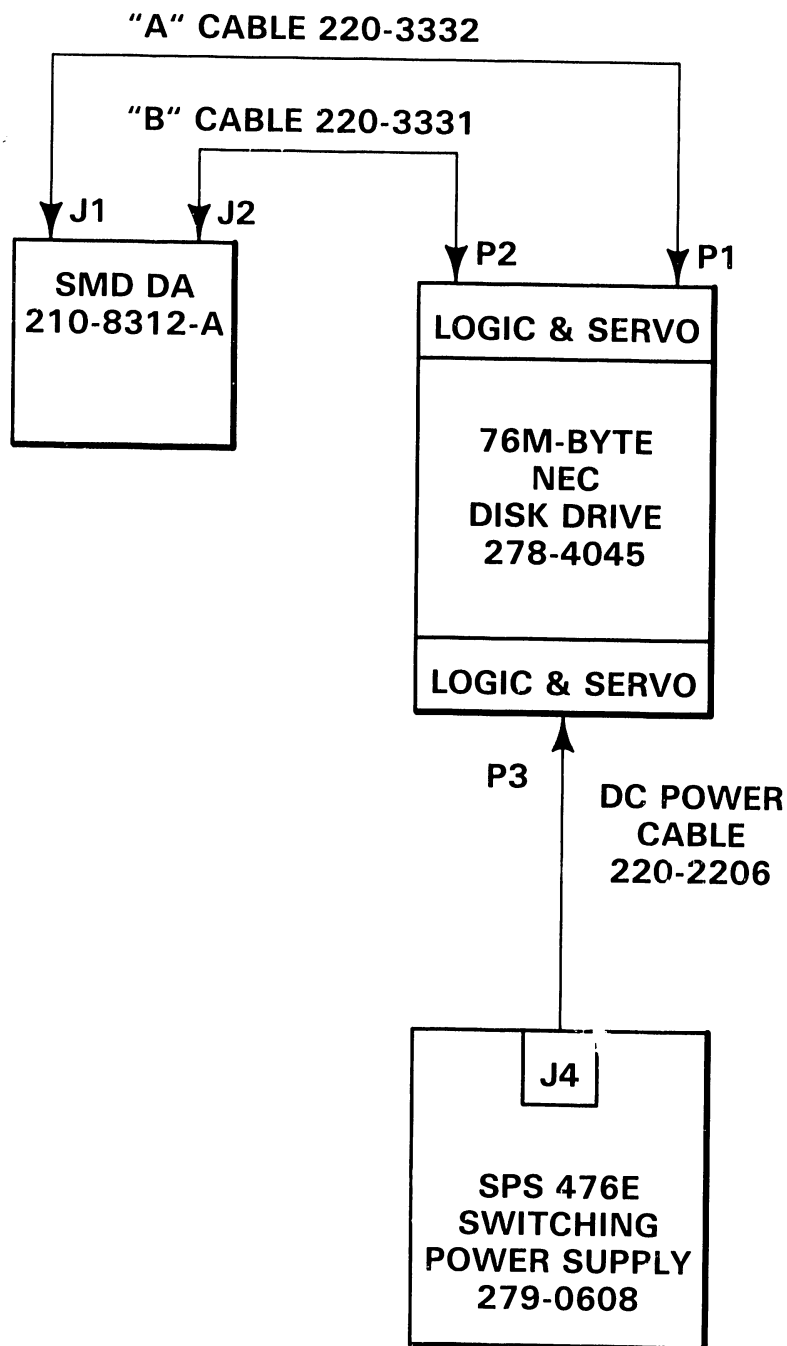 "A" CABLE 220-3332
"B" CABLE 220-3331
J1
J2
P2
P1
SMD DA
210-8312-A
LOGIC & SERVO
76M-BYTE
NEC
DISK DRIVE
278-4045
LOGIC & SERVO
P3
DC POWER
CABLE
220-2206
J4
SPS 476E
SWITCHING
POWER SUPPLY
279-0608